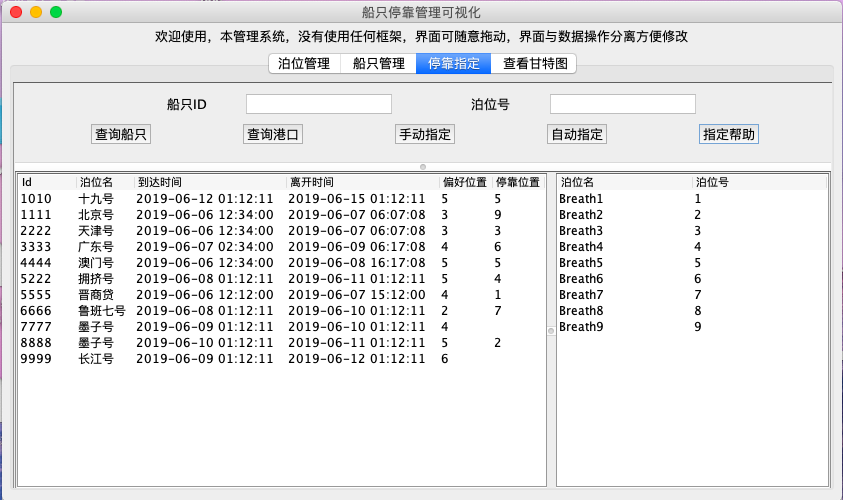 船只停靠管理可视化
欢迎使用，本管理系统，没有使用任何框架，界面可随意拖动，界面与数据操作分离方便修改
泊位管理 船只管理 停靠指定 查看甘特图
船只ID 泊位号
查询船只 查询港口 手动指定 自动指定 指定帮助
Id 泊位名 到达时间 离开时间 偏好位置 停靠位置
1010 十九号 2019-06-12 01:12:11 2019-06-15 01:12:11 5 5
1111 北京号 2019-06-06 12:34:00 2019-06-07 06:07:08 3 9
2222 天津号 2019-06-06 12:34:00 2019-06-07 06:07:08 3 3
3333 广东号 2019-06-07 02:34:00 2019-06-09 06:17:08 4 6
4444 澳门号 2019-06-06 12:34:00 2019-06-08 16:17:08 5 5
5222 拥挤号 2019-06-08 01:12:11 2019-06-11 01:12:11 5 4
5555 晋商贷 2019-06-06 12:12:00 2019-06-07 15:12:00 4 1
6666 鲁班七号 2019-06-08 01:12:11 2019-06-10 01:12:11 2 7
7777 墨子号 2019-06-09 01:12:11 2019-06-10 01:12:11 4
8888 墨子号 2019-06-10 01:12:11 2019-06-11 01:12:11 5 2
9999 长江号 2019-06-09 01:12:11 2019-06-12 01:12:11 6
泊位名 泊位号
Breath1 1
Breath2 2
Breath3 3
Breath4 4
Breath5 5
Breath6 6
Breath7 7
Breath8 8
Breath9 9